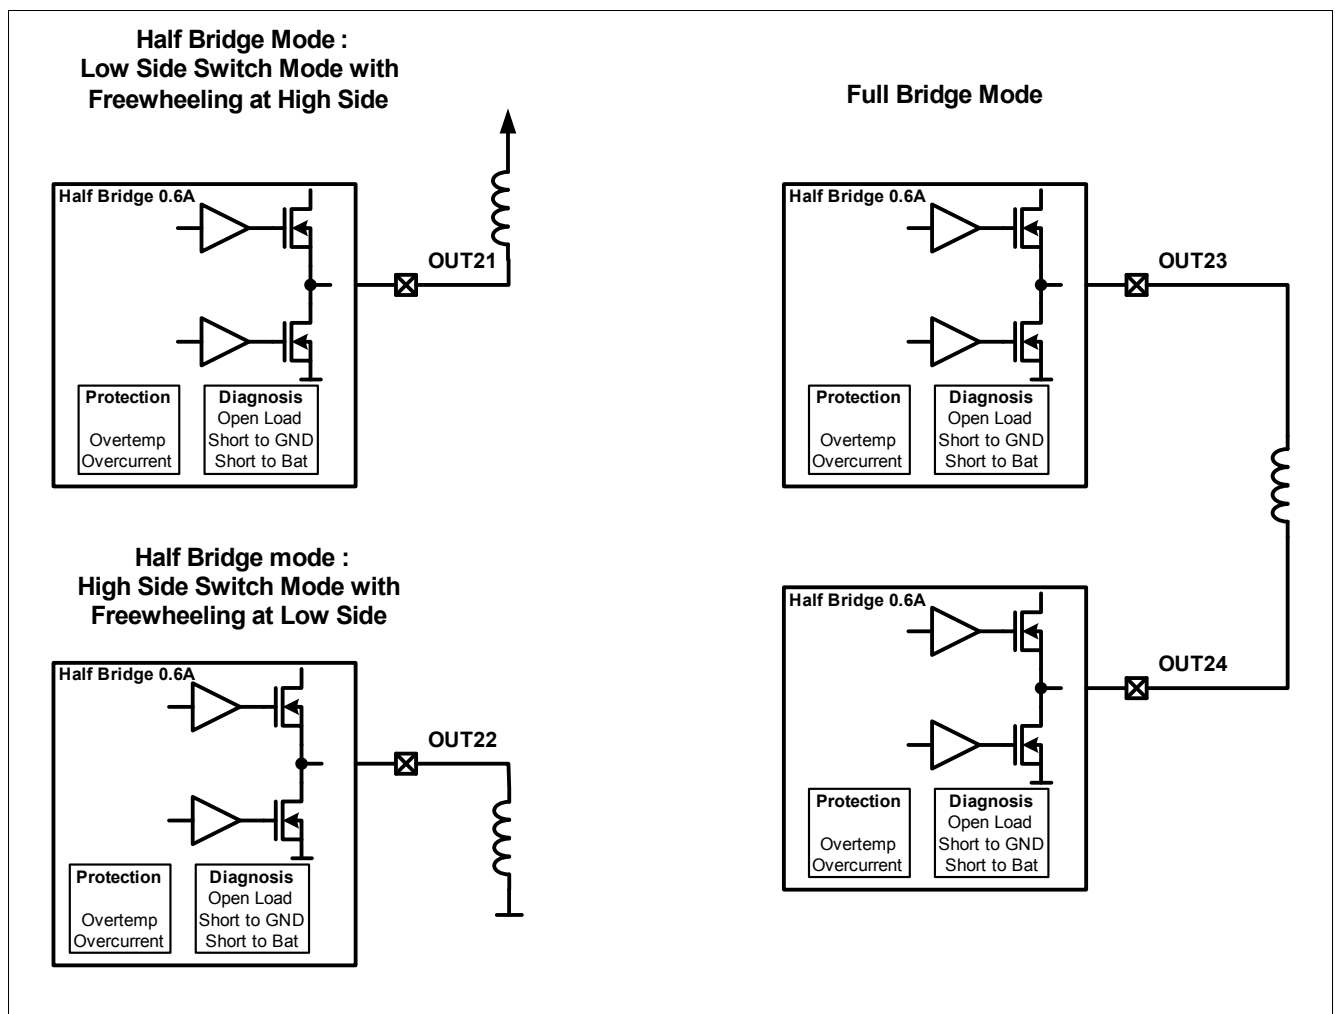 Half Bridge Mode :
Low Side Switch Mode with
Freewheeling at High Side
Half Bridge 0.6A
OUT21
Protection
Overtemp
Overcurrent
Diagnosis
Open Load
Short to GND
Short to Bat
Half Bridge mode :
High Side Switch Mode with
Freewheeling at Low Side
Half Bridge 0.6A
OUT22
Protection
Overtemp
Overcurrent
Diagnosis
Open Load
Short to GND
Short to Bat
Full Bridge Mode
Half Bridge 0.6A
OUT23
Protection
Overtemp
Overcurrent
Diagnosis
Open Load
Short to GND
Short to Bat
Half Bridge 0.6A
OUT24
Protection
Overtemp
Overcurrent
Diagnosis
Open Load
Short to GND
Short to Bat